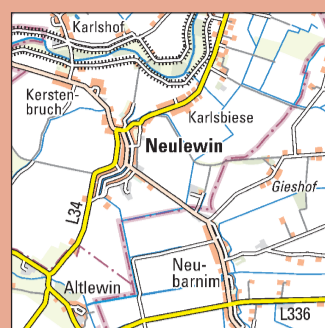 Karlshof
Kersten-
bruch
Karlsbiese
Neulewin
Gieshof
L34
Neu-
barnim
Altlewin
L336